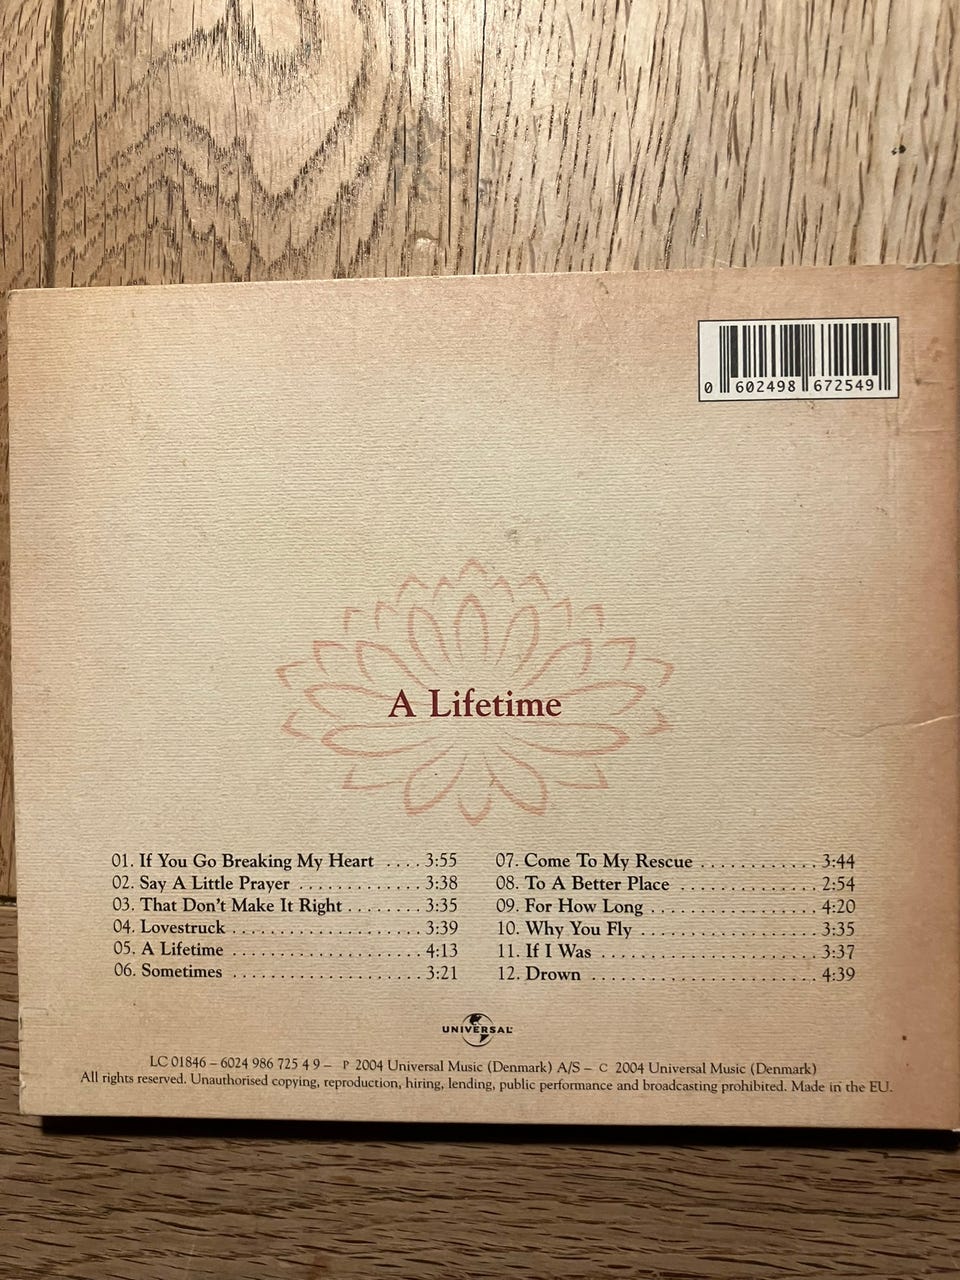 0 602498 672549
A Lifetime
01. If You Go Breaking My Heart .... 3:55
02. Say A Little Prayer ............. 3:38
03. That Don't Make It Right ........ 3:35
04. Lovestruck .................... 3:39
05. A Lifetime .................... 4:13
06. Sometimes .................... 3:21
07. Come To My Rescue ............ 3:44
08. To A Better Place .............. 2:54
09. For How Long ................. 4:20
10. Why You Fly .................. 3:35
11. If I Was ...................... 3:37
12. Drown ....................... 4:39
UNIVERSAL
LC 01846 – 6024 986 725 4 9 – P 2004 Universal Music (Denmark) A/S – C 2004 Universal Music (Denmark)
All rights reserved. Unauthorised copying, reproduction, hiring, lending, public performance and broadcasting prohibited. Made in the EU.